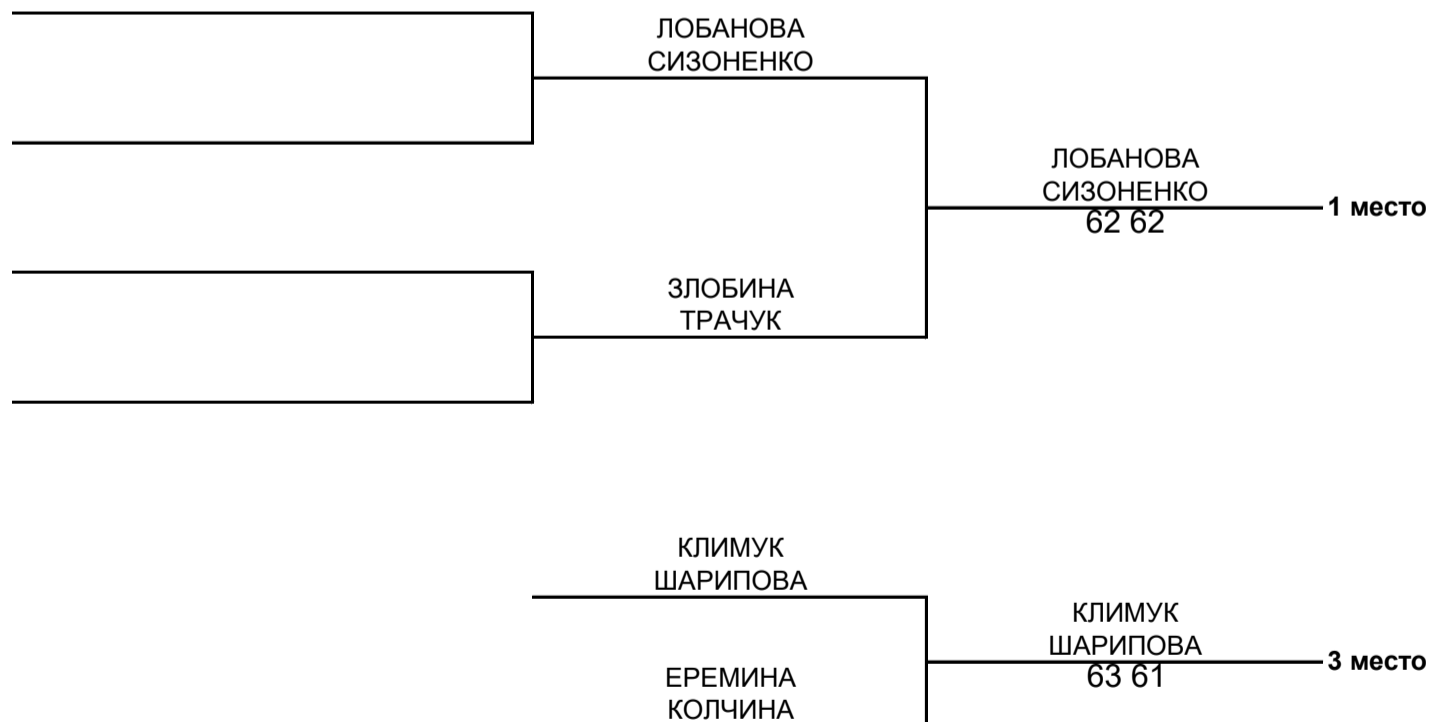 ЛОБАНОВА
СИЗОНЕНКО
ЛОБАНОВА
СИЗОНЕНКО
62 62
1 место
ЗЛОБИНА
ТРАЧУК
КЛИМУК
ШАРИПОВА
КЛИМУК
ШАРИПОВА
63 61
3 место
ЕРЕМИНА
КОЛЧИНА